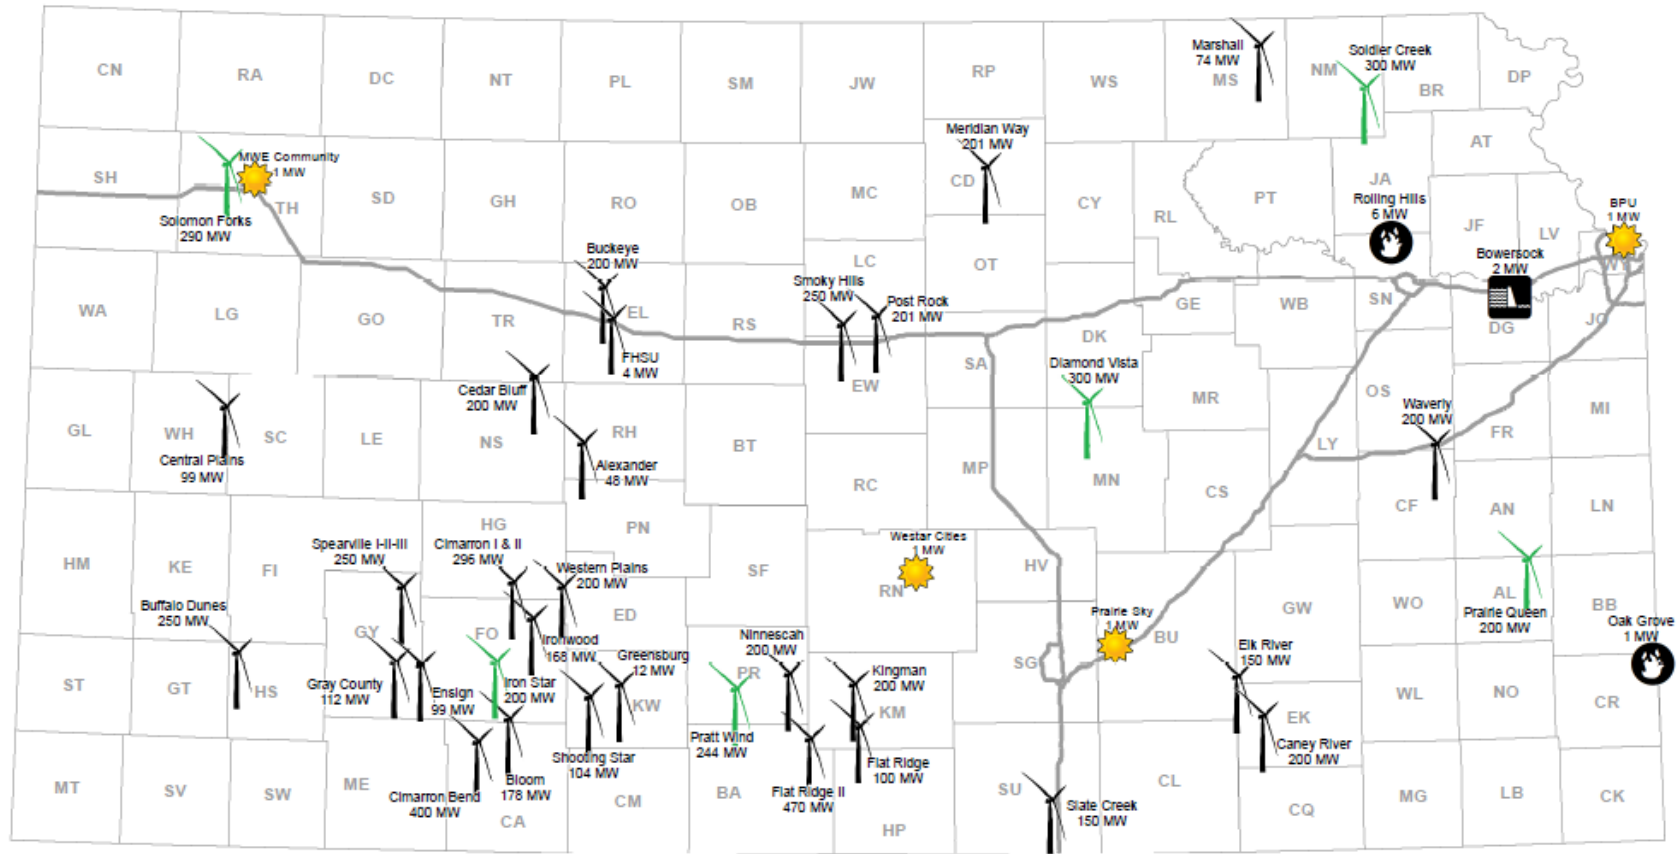 CN
RA
DC
NT
PL
SM
JW
RP
WS
Marshall
74 MW
MS
NM
Soldier Creek
300 MW
BR
DP
SH
MWE Community
1 MW
TH
Solomon Forks
290 MW
SD
GH
RO
OB
MC
Meridian Way
201 MW
CD
CY
RL
PT
JA
Rolling Hills
6 MW
AT
JF
LV
BPU
1 MW
WY
Bowersock
2 MW
WA
LG
GO
TR
Buckeye
200 MW
EL
FHSU
4 MW
RS
LC
Smoky Hills
250 MW
Post Rock
201 MW
EW
OT
SA
DK
GE
WB
SN
DG
JO
Diamond Vista
300 MW
MR
OS
Waverly
200 MW
FR
MI
GL
WH
Central Plains
99 MW
SC
LE
Cedar Bluff
200 MW
NS
RH
Alexander
48 MW
BT
RC
MP
MN
CS
LY
CF
AN
LN
HM
KE
FI
Spearville I-II-III
250 MW
HG
Cimarron I & II
296 MW
Western Plains
200 MW
PN
SF
Westar Cities
1 MW
RN
HV
Prairie Sky
1 MW
BU
GW
WO
AL
Prairie Queen
200 MW
BB
Oak Grove
1 MW
Buffalo Dunes
250 MW
GY
FO
Ironwood
168 MW
ED
Greensburg
12 MW
KW
Ninnescah
200 MW
PR
Kingman
200 MW
KM
SG
Elk River
150 MW
ST
GT
HS
Gray County
112 MW
Ensign
99 MW
Iron Star
200 MW
Shooting Star
104 MW
Pratt Wind
244 MW
Flat Ridge
100 MW
EK
Caney River
200 MW
WL
NO
CR
MT
SV
SW
ME
Cimarron Bend
400 MW
Bloom
178 MW
CA
CM
BA
Flat Ridge II
470 MW
HP
SU
Slate Creek
150 MW
CL
CQ
MG
LB
CK